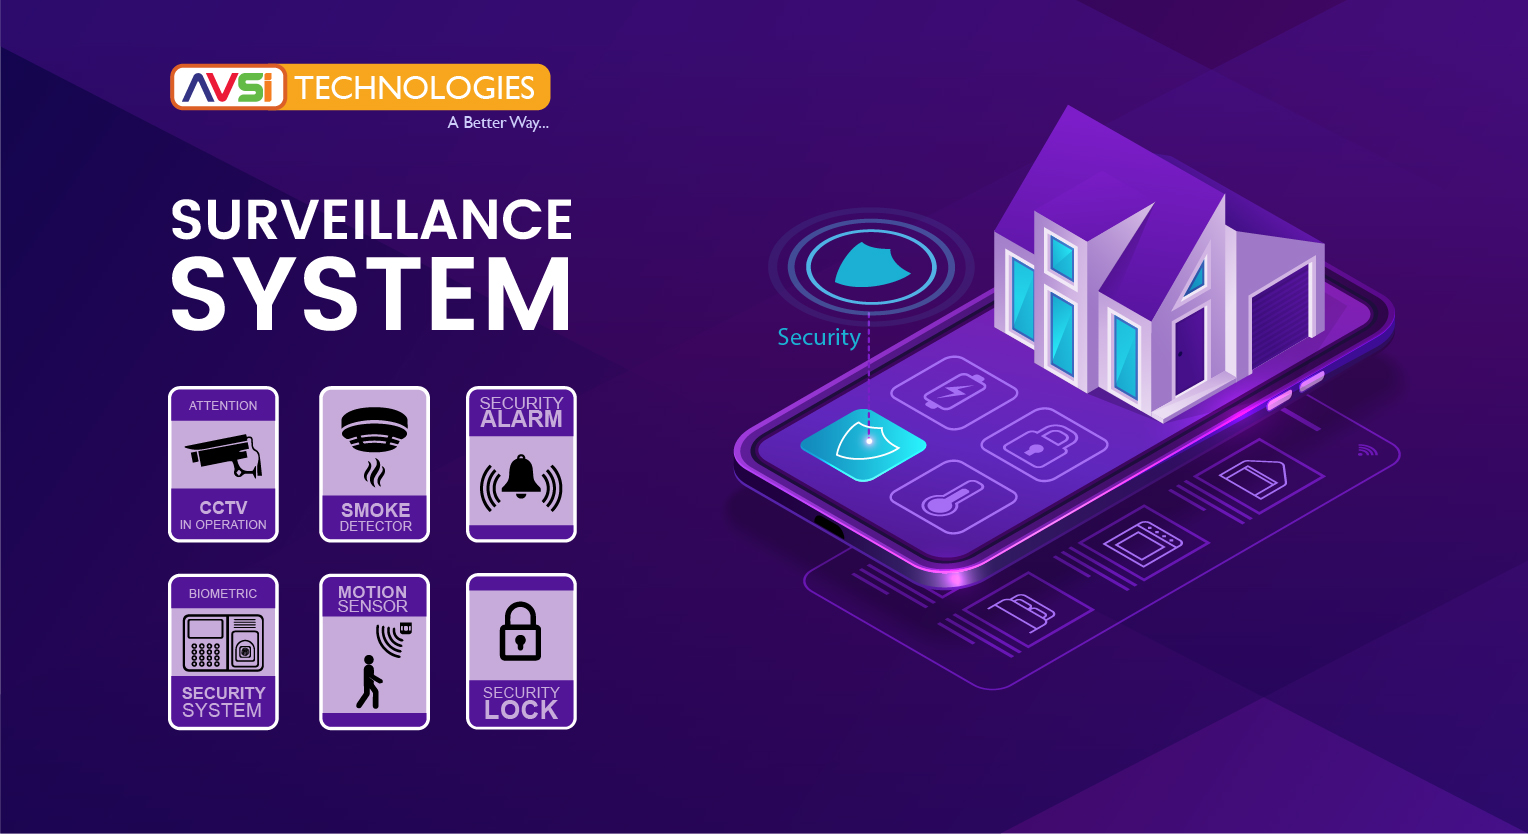 AVSi TECHNOLOGIES
A Better Way...
SURVEILLANCE
SYSTEM
ATTENTION
CCTV
IN OPERATION
SMOKE
DETECTOR
SECURITY
ALARM
BIOMETRIC
SECURITY
SYSTEM
MOTION
SENSOR
SECURITY
LOCK
Security